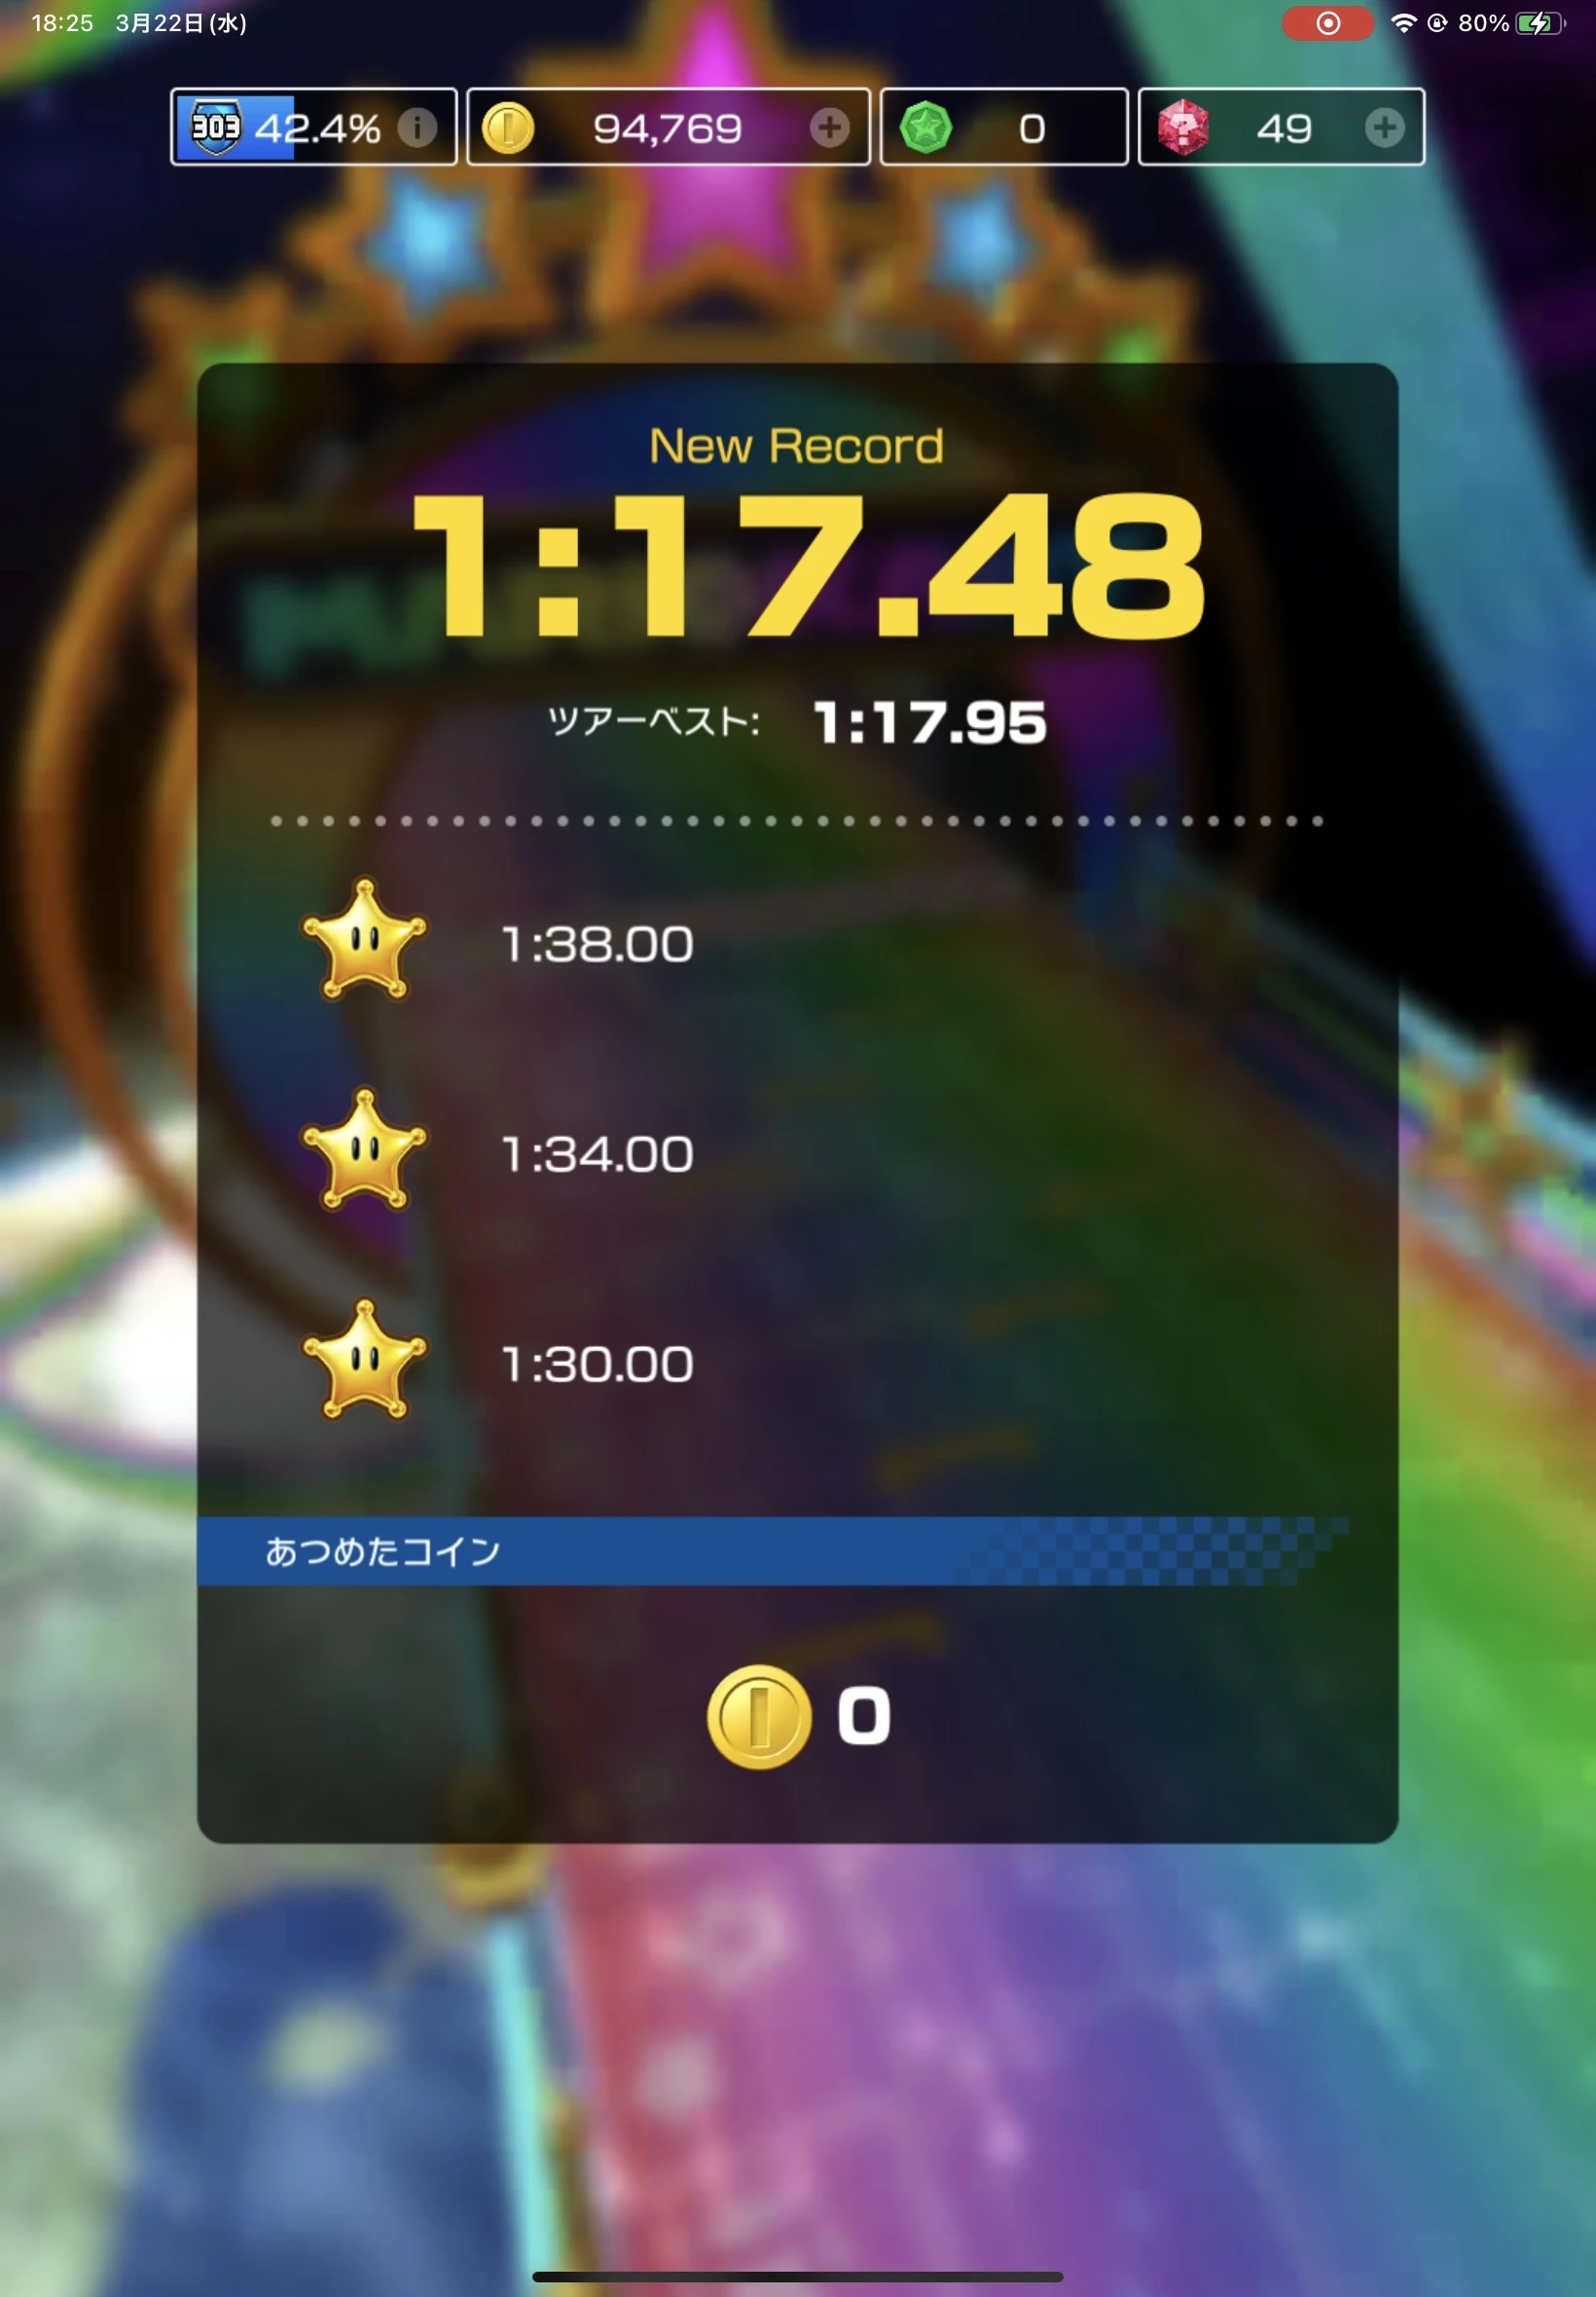 18:25 3月22日(水) 80%
303 42.4% i 94,769 + 0 49 +
New Record
1:17.48
ツアーベスト: 1:17.95
1:38.00
1:34.00
1:30.00
あつめたコイン
0